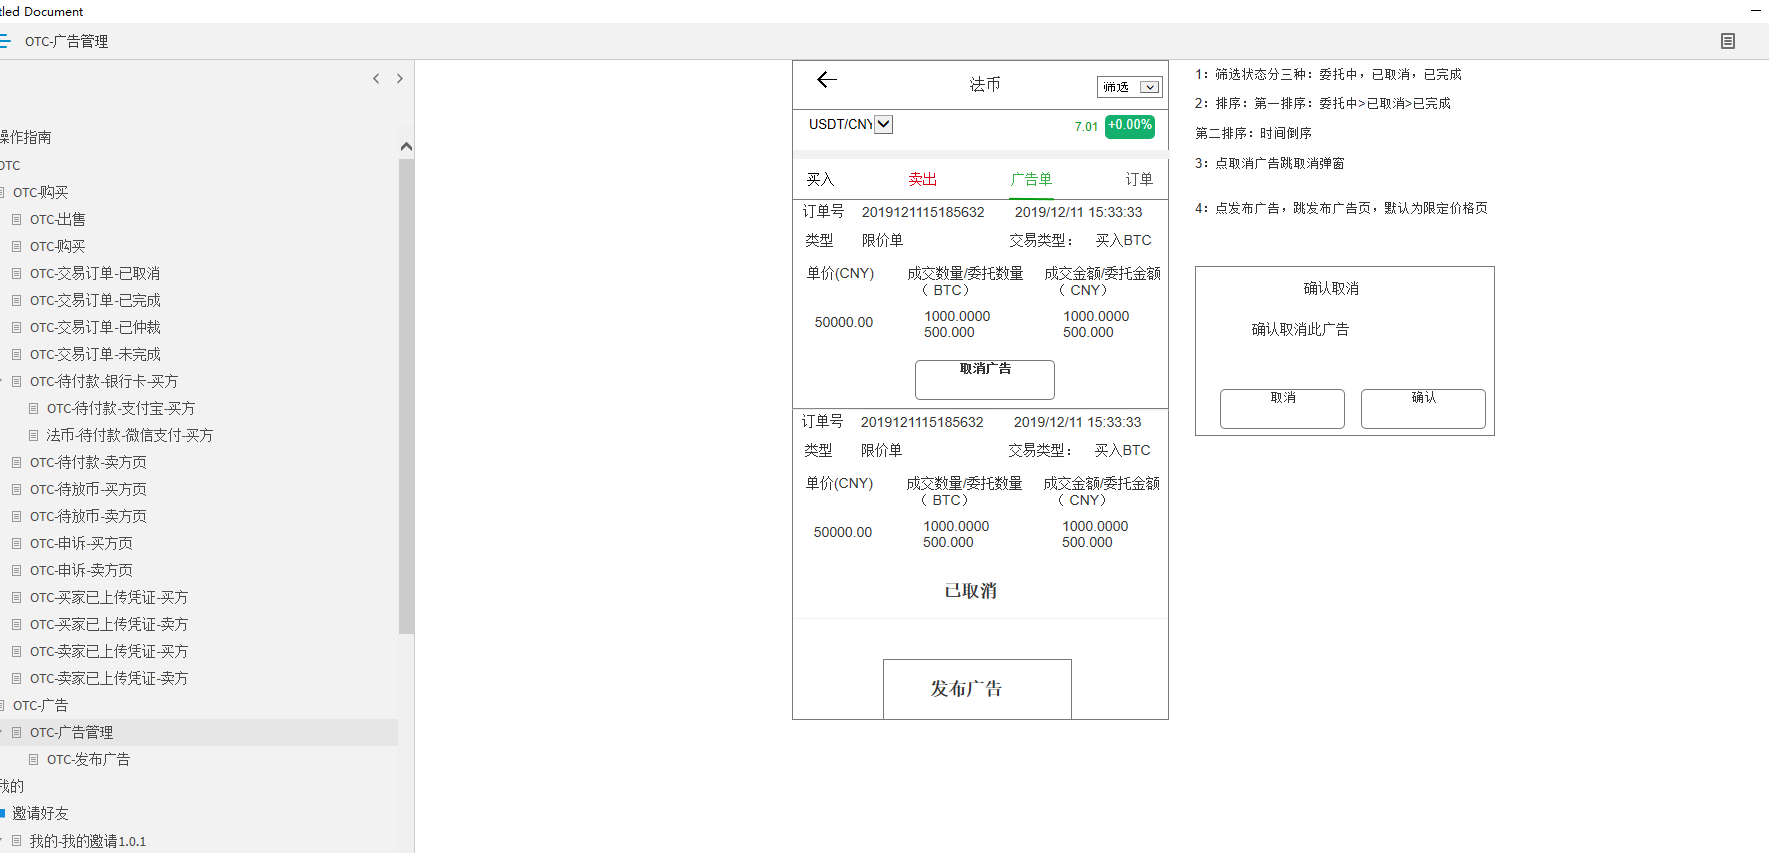 tled Document
OTC-广告管理
操作指南
OTC
OTC-购买
OTC-出售
OTC-购买
OTC-交易订单-已取消
OTC-交易订单-已完成
OTC-交易订单-已仲裁
OTC-交易订单-未完成
OTC-待付款-银行卡-买方
OTC-待付款-支付宝-买方
法币-待付款-微信支付-买方
OTC-待付款-卖方页
OTC-待放币-买方页
OTC-待放币-卖方页
OTC-申诉-买方页
OTC-申诉-卖方页
OTC-买家已上传凭证-买方
OTC-买家已上传凭证-卖方
OTC-卖家已上传凭证-买方
OTC-卖家已上传凭证-卖方
OTC-广告
OTC-广告管理
OTC-发布广告
我的
邀请好友
我的-我的邀请1.0.1
法币 筛选
USDT/CNY 7.01 +0.00%
买入 卖出 广告单 订单
订单号 2019121115185632 2019/12/11 15:33:33
类型 限价单 交易类型： 买入BTC
单价(CNY) 成交数量/委托数量 成交金额/委托金额
（ BTC） （ CNY）
50000.00 1000.0000 1000.0000
500.000 500.000
取消广告
订单号 2019121115185632 2019/12/11 15:33:33
类型 限价单 交易类型： 买入BTC
单价(CNY) 成交数量/委托数量 成交金额/委托金额
（ BTC） （ CNY）
50000.00 1000.0000 1000.0000
500.000 500.000
已取消
发布广告
1：筛选状态分三种：委托中，已取消，已完成
2：排序：第一排序：委托中>已取消>已完成
第二排序：时间倒序
3：点取消广告跳取消弹窗
4：点发布广告，跳发布广告页，默认为限定价格页
确认取消
确认取消此广告
取消 确认